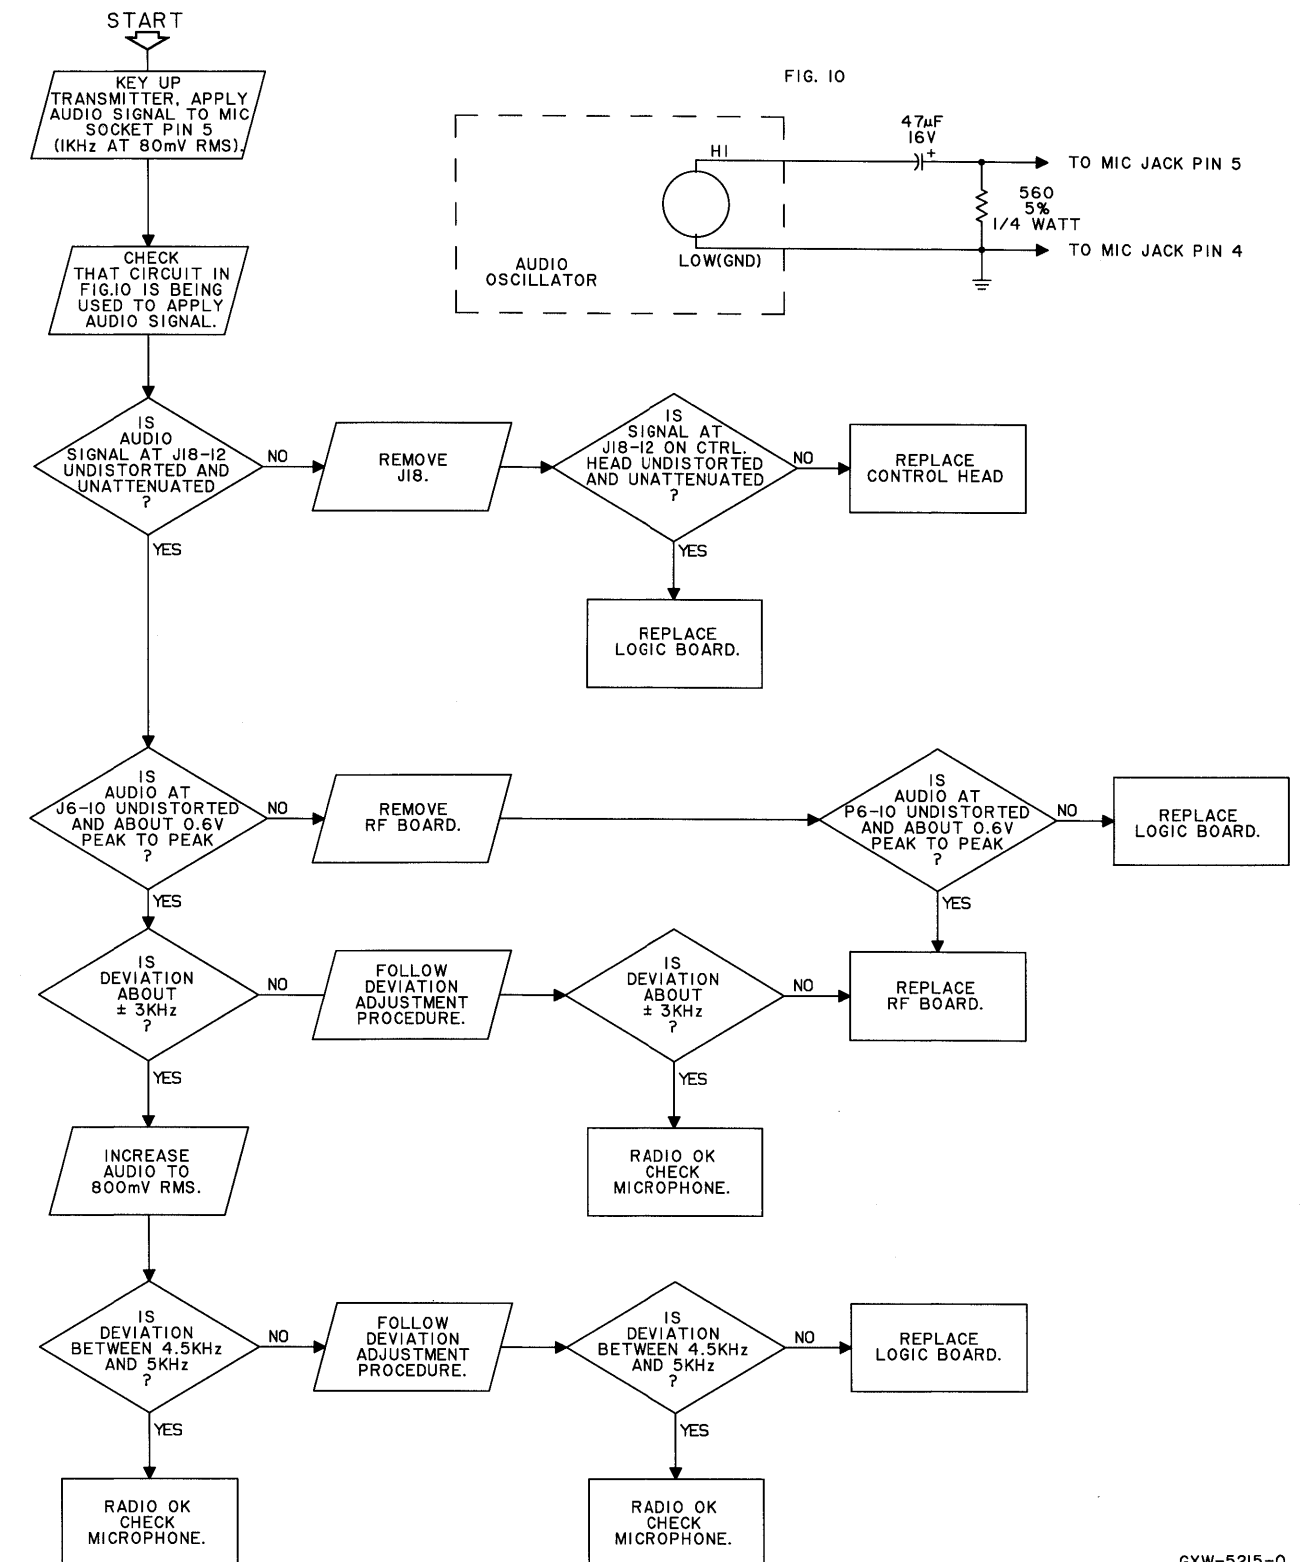 START
KEY UP
TRANSMITTER, APPLY
AUDIO SIGNAL TO MIC
SOCKET PIN 5
(1KHz AT 80mV RMS).
CHECK
THAT CIRCUIT IN
FIG.10 IS BEING
USED TO APPLY
AUDIO SIGNAL.
FIG. 10
AUDIO
OSCILLATOR
HI
LOW(GND)
47µF
16V
+
TO MIC JACK PIN 5
560
5%
1/4 WATT
TO MIC JACK PIN 4
IS
AUDIO
SIGNAL AT J18-12
UNDISTORTED AND
UNATTENUATED
?
NO
YES
REMOVE
J18.
IS
SIGNAL AT
J18-12 ON CTRL.
HEAD UNDISTORTED
AND UNATTENUATED
?
NO
YES
REPLACE
CONTROL HEAD
REPLACE
LOGIC BOARD.
IS
AUDIO AT
J6-10 UNDISTORTED
AND ABOUT 0.6V
PEAK TO PEAK
?
NO
YES
REMOVE
RF BOARD.
IS
AUDIO AT
P6-10 UNDISTORTED
AND ABOUT 0.6V
PEAK TO PEAK
?
NO
YES
REPLACE
LOGIC BOARD.
IS
DEVIATION
ABOUT
± 3KHz
?
NO
YES
FOLLOW
DEVIATION
ADJUSTMENT
PROCEDURE.
IS
DEVIATION
ABOUT
± 3KHz
?
NO
YES
REPLACE
RF BOARD.
INCREASE
AUDIO TO
800mV RMS.
RADIO OK
CHECK
MICROPHONE.
IS
DEVIATION
BETWEEN 4.5KHz
AND 5KHz
?
NO
YES
FOLLOW
DEVIATION
ADJUSTMENT
PROCEDURE.
IS
DEVIATION
BETWEEN 4.5KHz
AND 5KHz
?
NO
YES
REPLACE
LOGIC BOARD.
RADIO OK
CHECK
MICROPHONE.
RADIO OK
CHECK
MICROPHONE.
GXW-5215-0